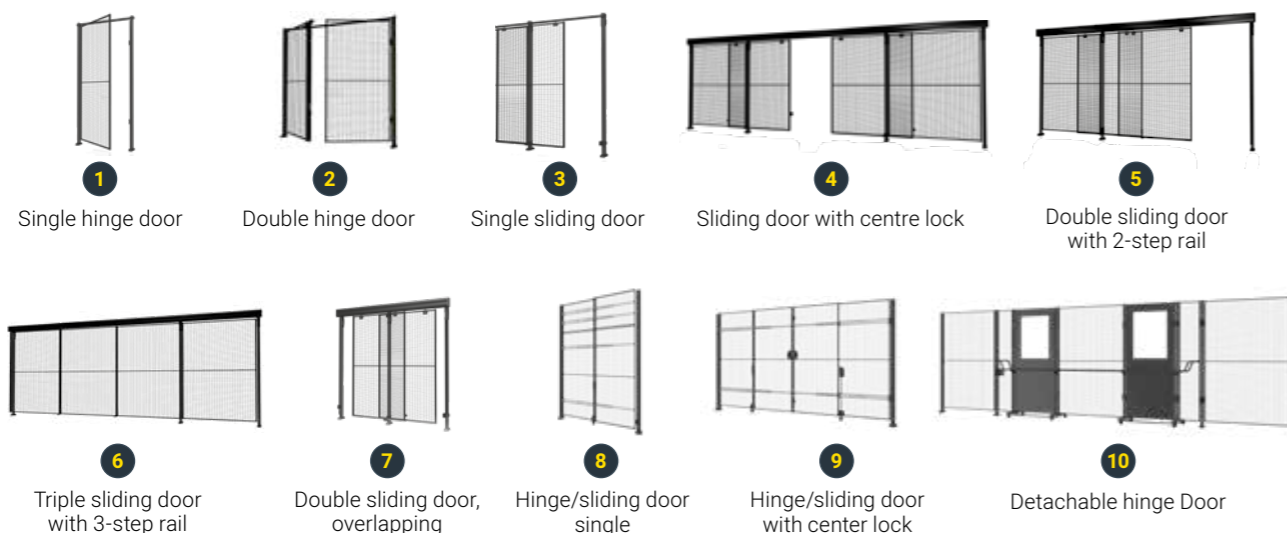 1
2
3
4
5
Single hinge door
Double hinge door
Single sliding door
Sliding door with centre lock
Double sliding door
with 2-step rail
6
7
8
9
10
Triple sliding door
with 3-step rail
Double sliding door,
overlapping
Hinge/sliding door
single
Hinge/sliding door
with center lock
Detachable hinge Door